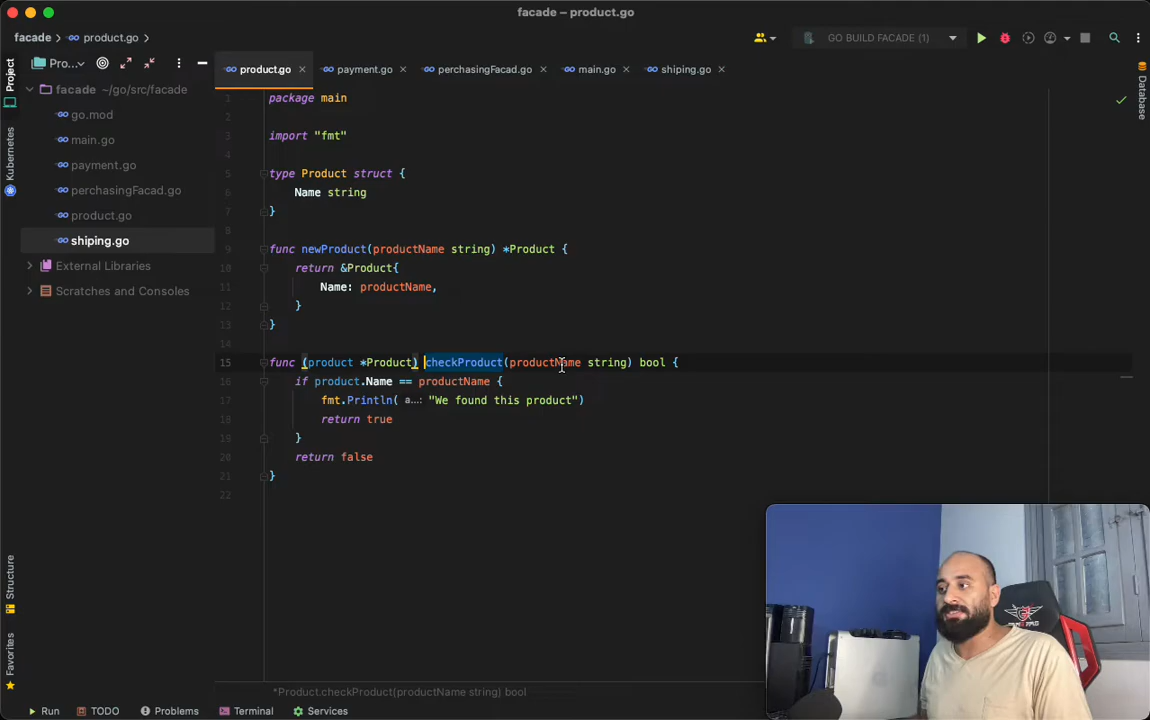 facade – product.go
facade > product.go >
GO BUILD FACADE (1)
Project
Kubernetes
Structure
Favorites
Database
Pro...
product.go
payment.go
perchasingFacad.go
main.go
shiping.go
facade ~/go/src/facade
go.mod
main.go
payment.go
perchasingFacad.go
product.go
shiping.go
External Libraries
Scratches and Consoles
1 package main
2
3 import "fmt"
4
5 type Product struct {
6 Name string
7 }
8
9 func newProduct(productName string) *Product {
10 return &Product{
11 Name: productName,
12 }
13 }
14
15 func (product *Product) checkProduct(productName string) bool {
16 if product.Name == productName {
17 fmt.Println( a...: "We found this product")
18 return true
19 }
20 return false
21 }
22
*Product.checkProduct(productName string) bool
Run TODO Problems Terminal Services